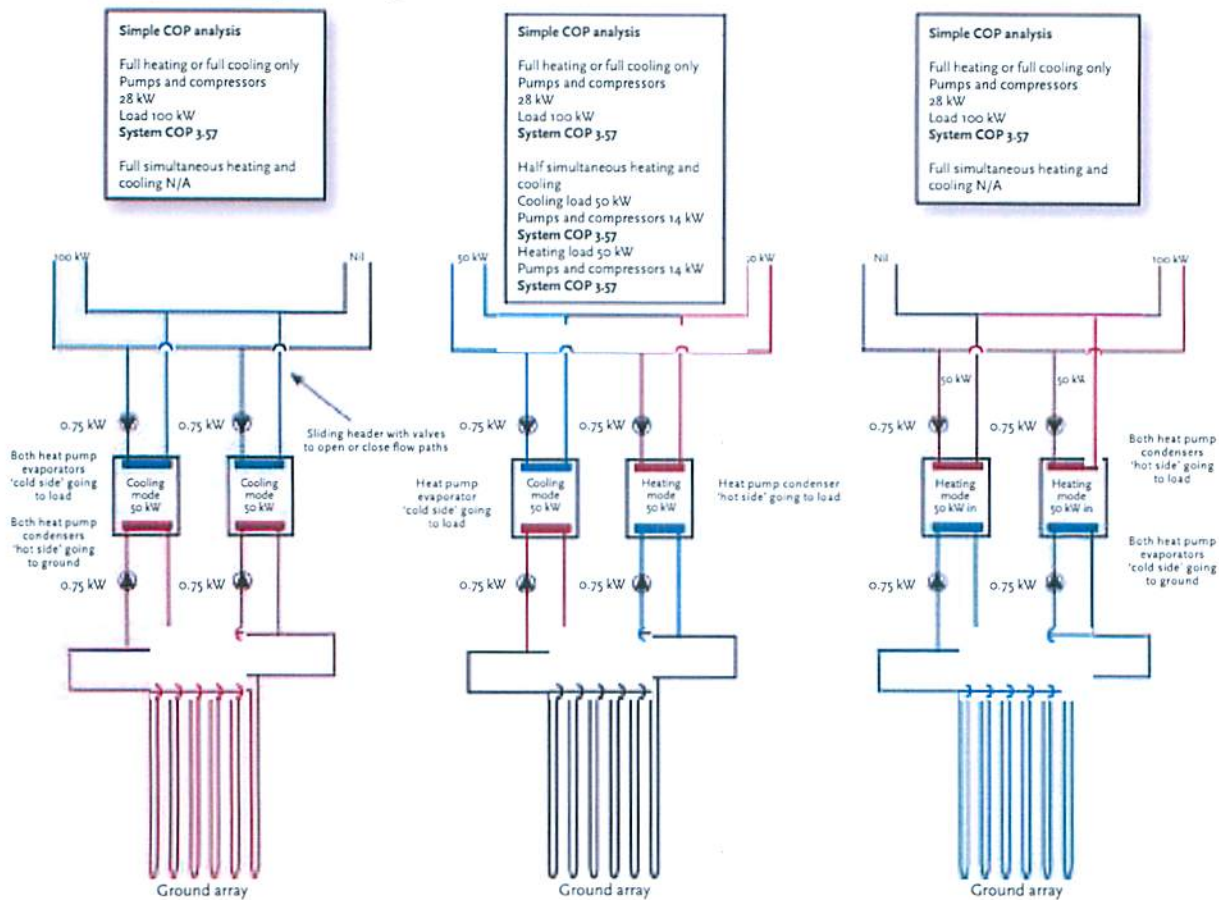 Simple COP analysis
Full heating or full cooling only
Pumps and compressors
28 kW
Load 100 kW
System COP 3.57
Full simultaneous heating and
cooling N/A
100 kW
Nil
0.75 kW
0.75 kW
Sliding header with valves
to open or close flow paths
Both heat pump
evaporators
'cold side' going
to load
Cooling
mode
50 kW
Cooling
mode
50 kW
Both heat pump
condensers
'hot side' going
to ground
0.75 kW
0.75 kW
Ground array
Simple COP analysis
Full heating or full cooling only
Pumps and compressors
28 kW
Load 100 kW
System COP 3.57
Half simultaneous heating and
cooling
Cooling load 50 kW
Pumps and compressors 14 kW
System COP 3.57
Heating load 50 kW
Pumps and compressors 14 kW
System COP 3.57
50 kW
kW
0.75 kW
0.75 kW
Heat pump
evaporator
'cold side' going
to load
Cooling
mode
50 kW
Heating
mode
50 kW
Heat pump condenser
'hot side' going to load
0.75 kW
0.75 kW
Ground array
Simple COP analysis
Full heating or full cooling only
Pumps and compressors
28 kW
Load 100 kW
System COP 3.57
Full simultaneous heating and
cooling N/A
Nil
100 kW
50 kW
50 kW
0.75 kW
0.75 kW
Both heat pump
condensers
'hot side' going
to load
Heating
mode
50 kW in
Heating
mode
50 kW in
Both heat pump
evaporators
'cold side' going
to ground
0.75 kW
0.75 kW
Ground array